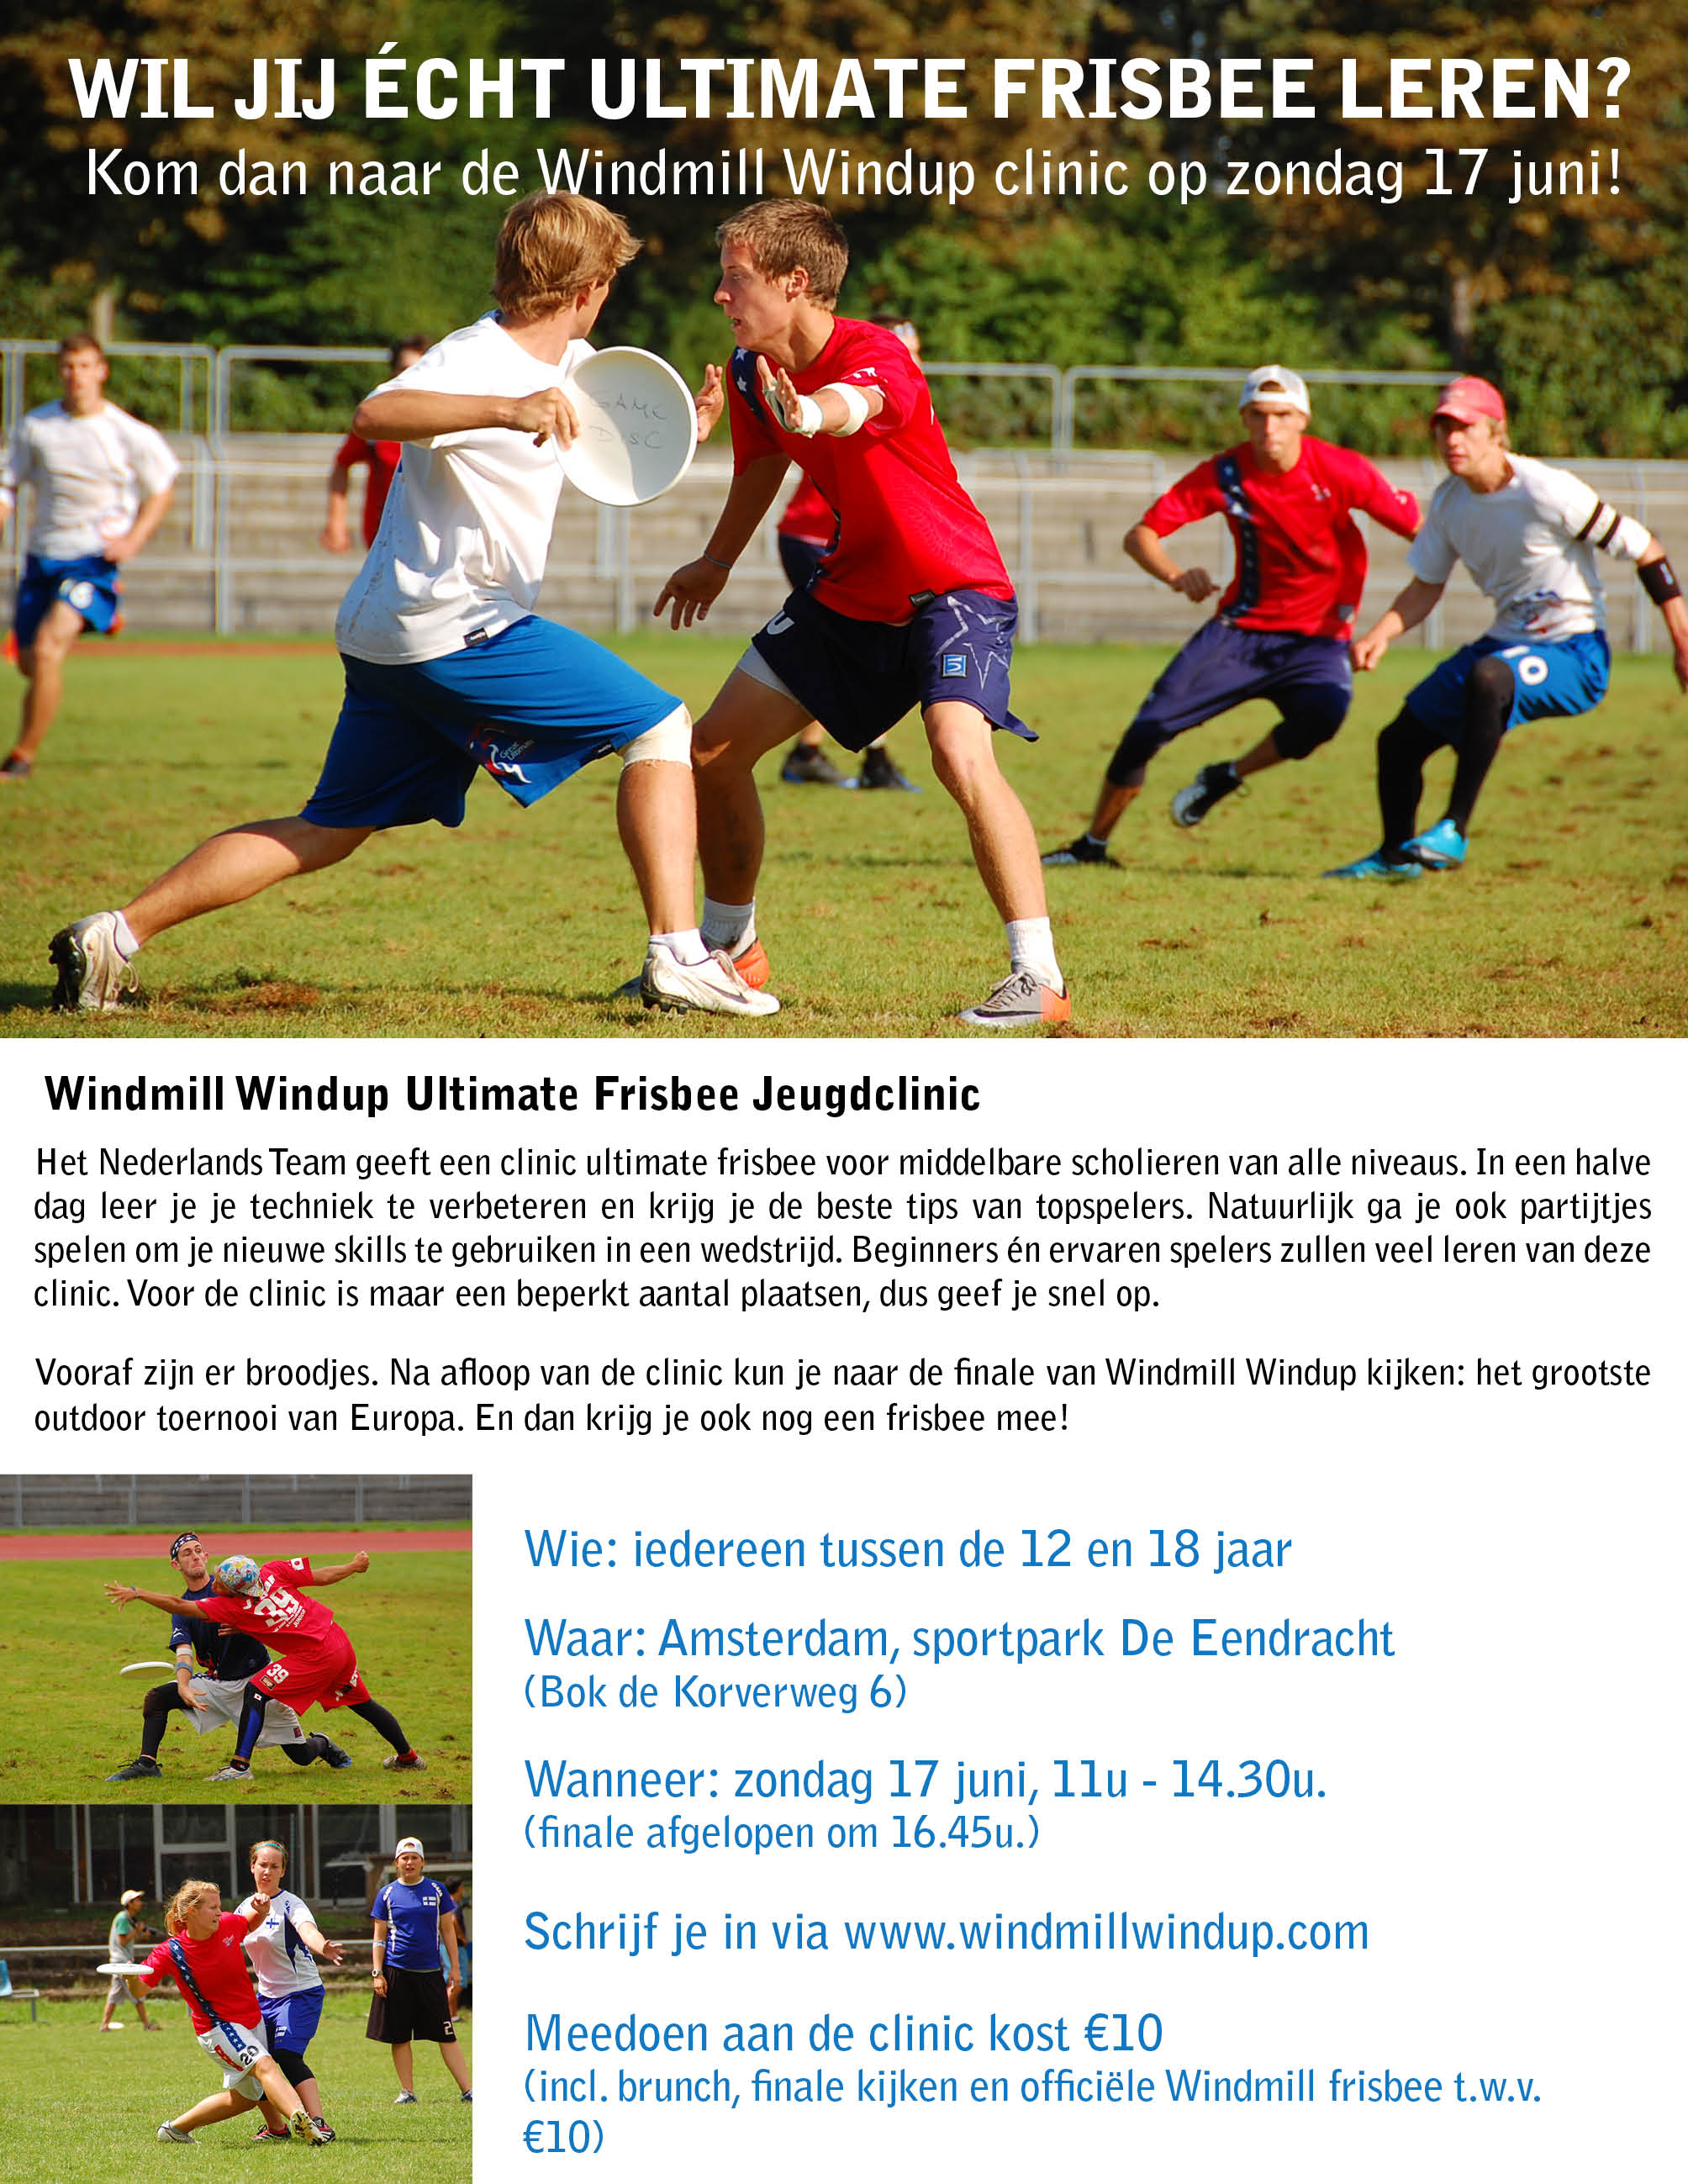 WIL JIJ ÉCHT ULTIMATE FRISBEE LEREN?
Kom dan naar de Windmill Windup clinic op zondag 17 juni!
GAME
DISC
U
10
Windmill Windup Ultimate Frisbee Jeugdclinic
Het Nederlands Team geeft een clinic ultimate frisbee voor middelbare scholieren van alle niveaus. In een halve
dag leer je je techniek te verbeteren en krijg je de beste tips van topspelers. Natuurlijk ga je ook partijtjes
spelen om je nieuwe skills te gebruiken in een wedstrijd. Beginners én ervaren spelers zullen veel leren van deze
clinic. Voor de clinic is maar een beperkt aantal plaatsen, dus geef je snel op.
Vooraf zijn er broodjes. Na afloop van de clinic kun je naar de finale van Windmill Windup kijken: het grootste
outdoor toernooi van Europa. En dan krijg je ook nog een frisbee mee!
39
39
20
2
Wie: iedereen tussen de 12 en 18 jaar
Waar: Amsterdam, sportpark De Eendracht
(Bok de Korverweg 6)
Wanneer: zondag 17 juni, 11u - 14.30u.
(finale afgelopen om 16.45u.)
Schrijf je in via www.windmillwindup.com
Meedoen aan de clinic kost €10
(incl. brunch, finale kijken en officiële Windmill frisbee t.w.v.
€10)